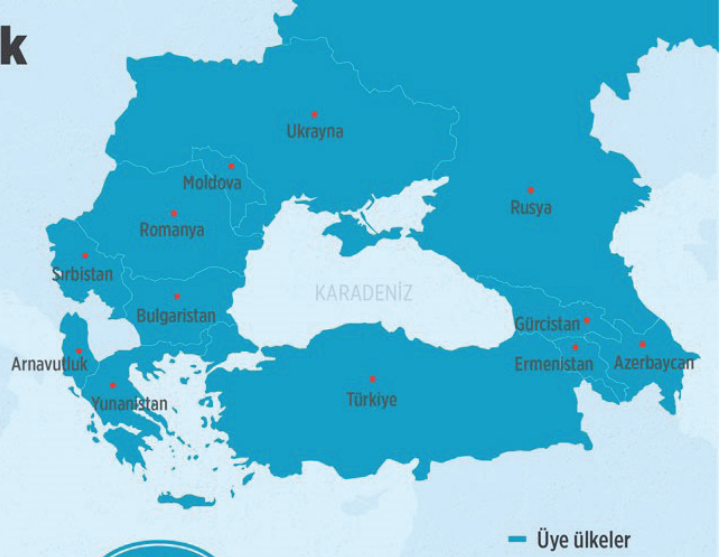 k
Ukrayna
Moldova
Rusya
Romanya
Sırbistan
KARADENİZ
Bulgaristan
Gürcistan
Arnavutluk
Ermenistan
Azerbaycan
Yunanistan
Türkiye
Üye ülkeler